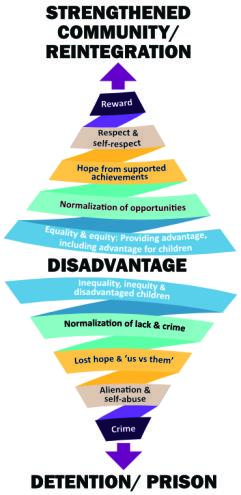 STRENGTHENED
COMMUNITY/
REINTEGRATION
Reward
Respect &
self-respect
Hope from supported
achievements
Normalization of opportunities
Equality & equity: Providing advantage,
including advantage for children
DISADVANTAGE
Inequality, inequity &
disadvantaged children
Normalization of lack & crime
Lost hope & 'us vs them'
Alienation &
self-abuse
Crime
DETENTION/ PRISON